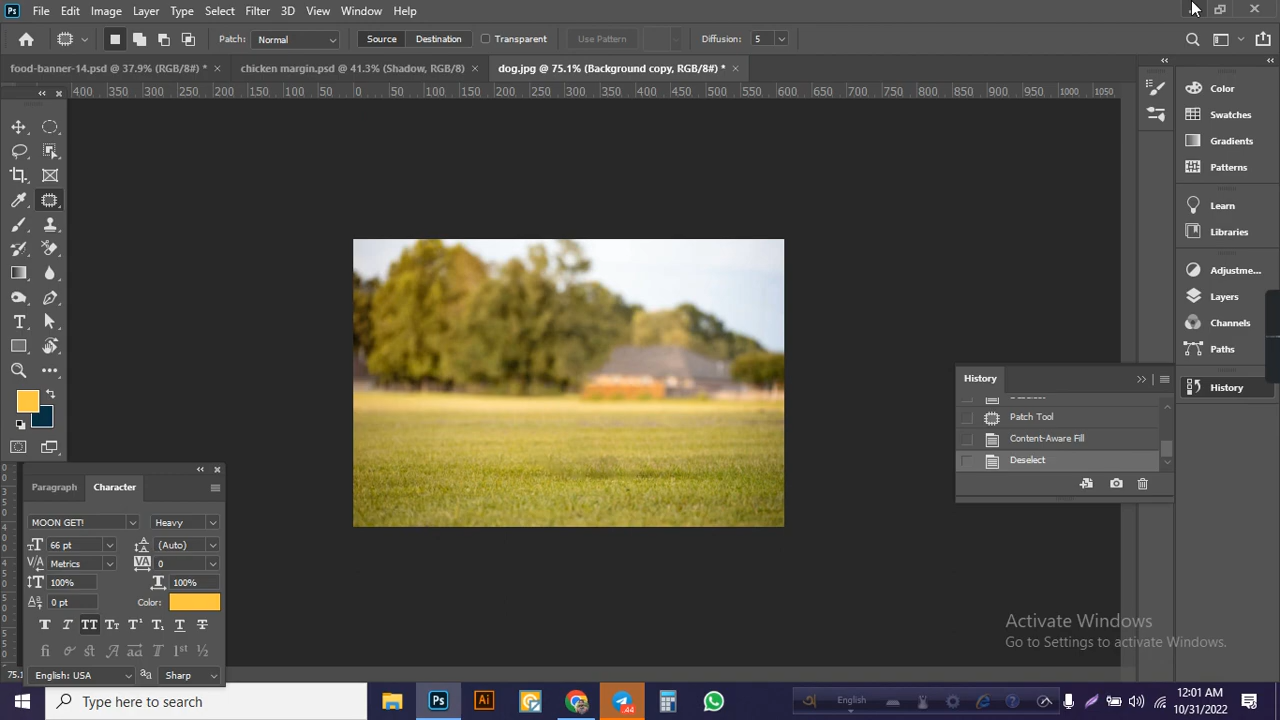 Ps File Edit Image Layer Type Select Filter 3D View Window Help
Patch: Normal Source Destination Transparent Use Pattern Diffusion: 5
food-banner-14.psd @ 37.9% (RGB/8#) * × chicken margin.psd @ 41.3% (Shadow, RGB/8) × dog.jpg @ 75.1% (Background copy, RGB/8#) * ×
400 350 300 250 200 150 100 50 0 50 100 150 200 250 300 350 400 450 500 550 600 650 700 750 800 850 900 950 1000 1050
Color
Swatches
Gradients
Patterns
Learn
Libraries
Adjustme...
Layers
Channels
Paths
History
History
Patch Tool
Content-Aware Fill
Deselect
Paragraph Character
MOON GET! Heavy
66 pt (Auto)
Metrics 0
100% 100%
0 pt Color:
English: USA Sharp
75.1
Activate Windows
Go to Settings to activate Windows.
Type here to search
Ps Ai 44 English
12:01 AM
10/31/2022